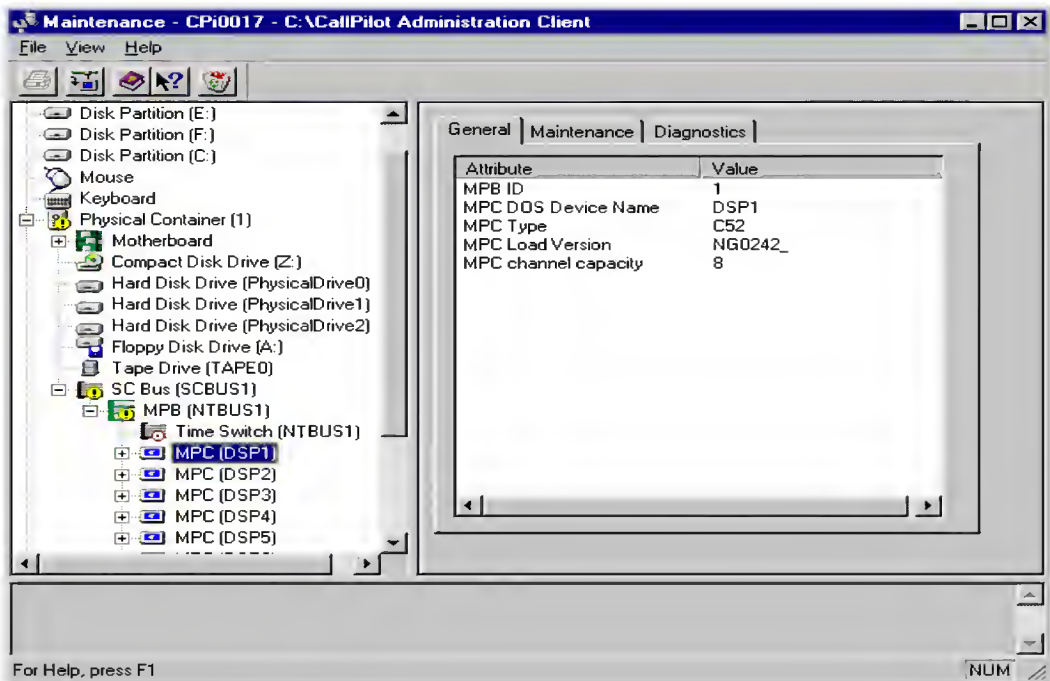 Maintenance - CPi0017 - C:\CallPilot Administration Client
File View Help
Disk Partition (E:)
Disk Partition (F:)
Disk Partition (C:)
Mouse
Keyboard
Physical Container (1)
Motherboard
Compact Disk Drive (Z:)
Hard Disk Drive (PhysicalDrive0)
Hard Disk Drive (PhysicalDrive1)
Hard Disk Drive (PhysicalDrive2)
Floppy Disk Drive (A:)
Tape Drive (TAPE0)
SC Bus (SCBUS1)
MPB (NTBUS1)
Time Switch (NTBUS1)
MPC (DSP1)
MPC (DSP2)
MPC (DSP3)
MPC (DSP4)
MPC (DSP5)
General Maintenance Diagnostics
Attribute Value
MPB ID 1
MPC DOS Device Name DSP1
MPC Type C52
MPC Load Version NG0242_
MPC channel capacity 8
For Help, press F1
NUM